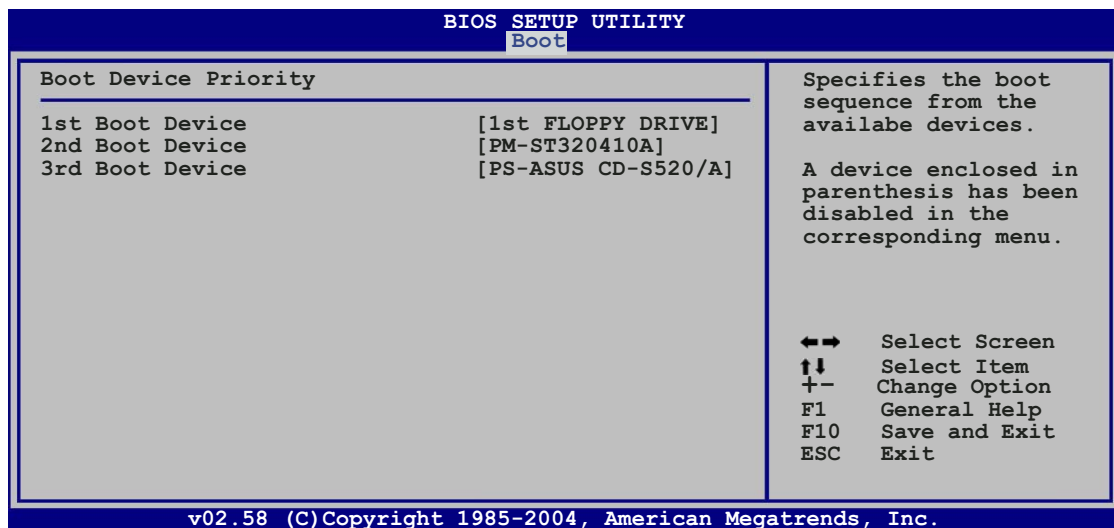 BIOS SETUP UTILITY
Boot
Boot Device Priority
1st Boot Device [1st FLOPPY DRIVE]
2nd Boot Device [PM-ST320410A]
3rd Boot Device [PS-ASUS CD-S520/A]
Specifies the boot
sequence from the
availabe devices.
A device enclosed in
parenthesis has been
disabled in the
corresponding menu.
←→ Select Screen
↑↓ Select Item
+- Change Option
F1 General Help
F10 Save and Exit
ESC Exit
v02.58 (C)Copyright 1985-2004, American Megatrends, Inc.